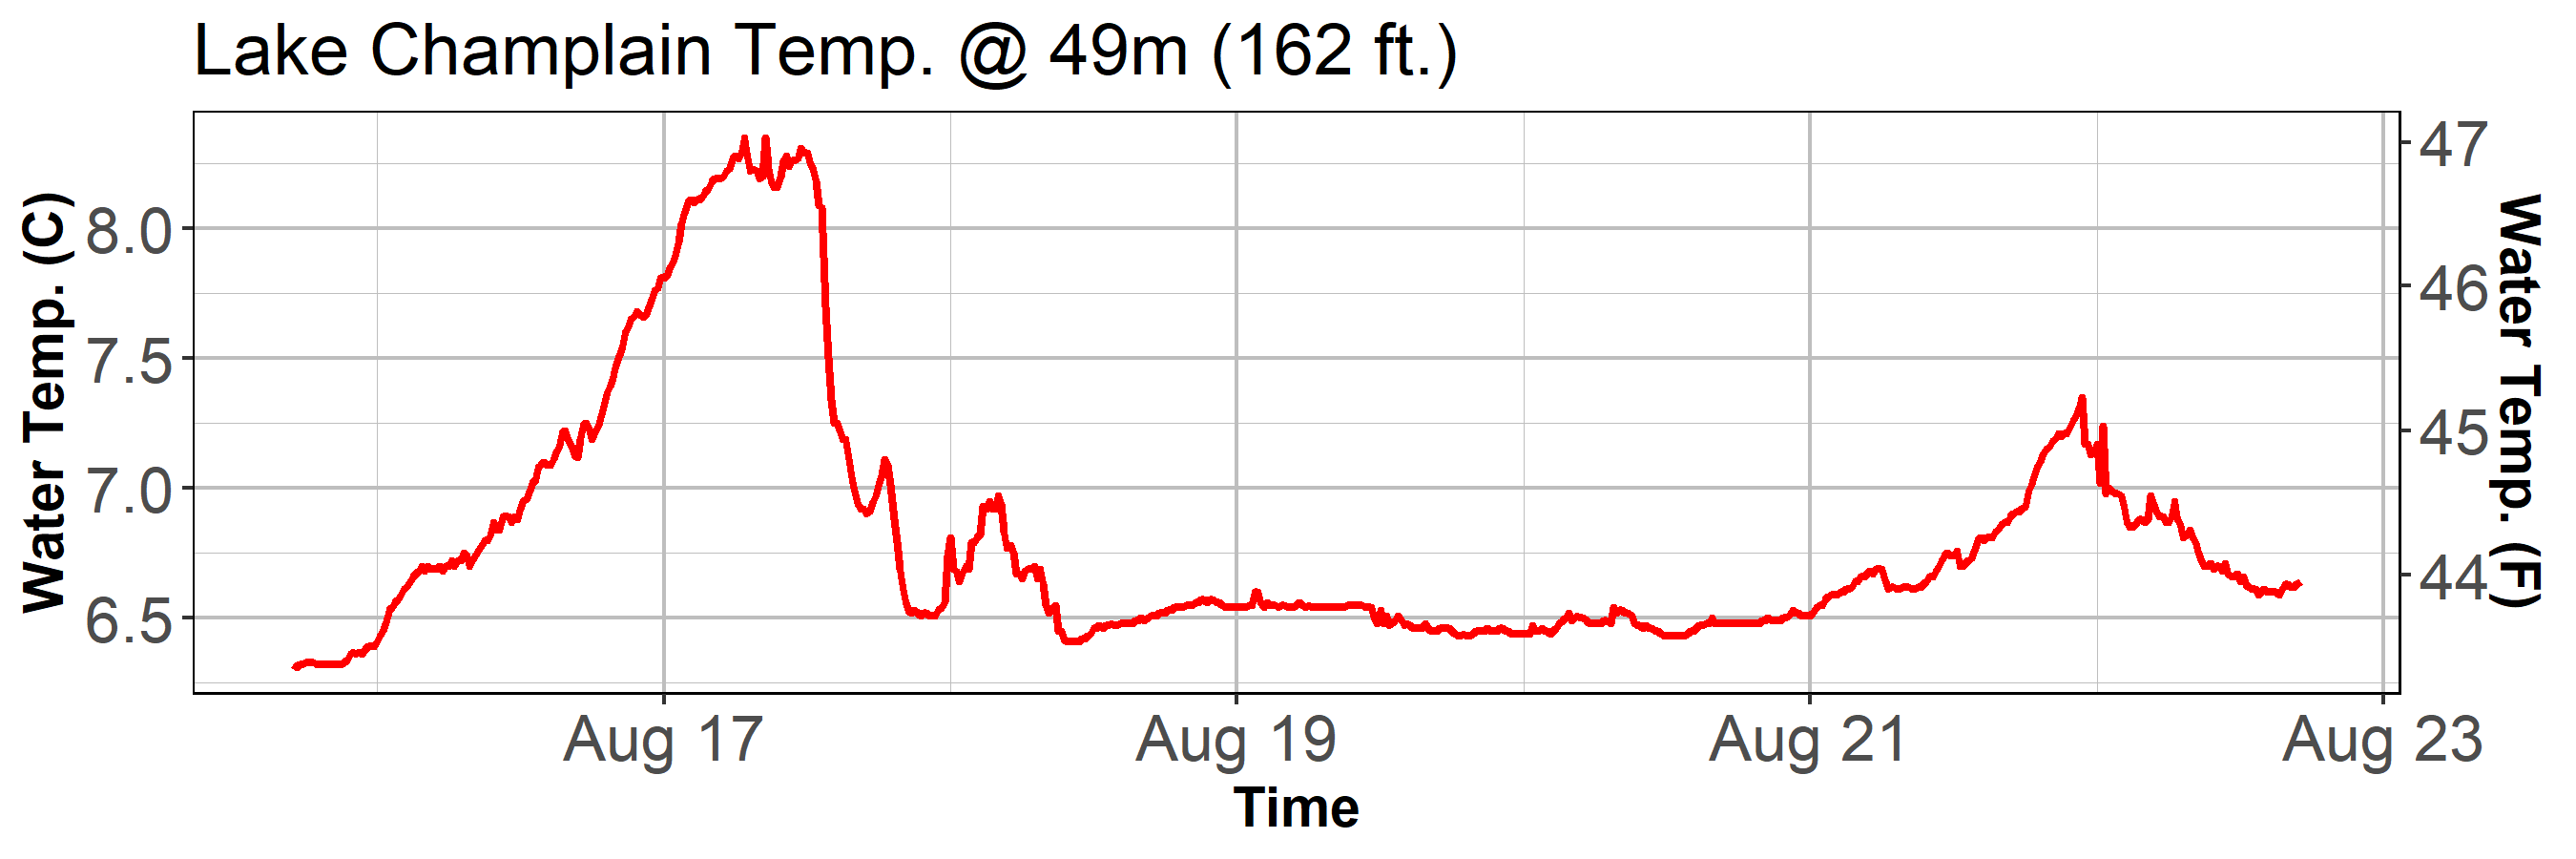 Lake Champlain Temp. @ 49m (162 ft.)
Water Temp. (C)
8.0
7.5
7.0
6.5
47
46
45
44
Water Temp. (F)
Aug 17 Aug 19 Aug 21 Aug 23
Time